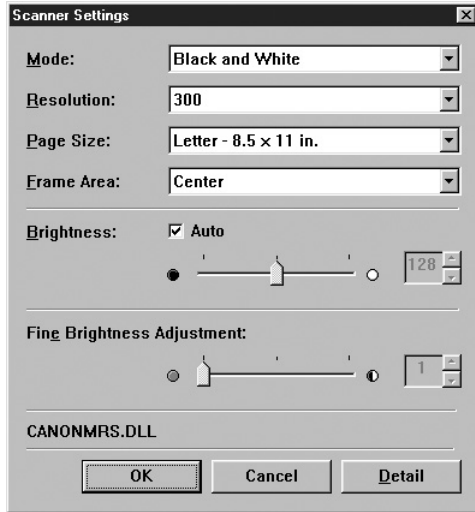 Scanner Settings
Mode: Black and White
Resolution: 300
Page Size: Letter - 8.5 × 11 in.
Frame Area: Center
Brightness: Auto
128
Fine Brightness Adjustment:
1
CANONMRS.DLL
OK Cancel Detail